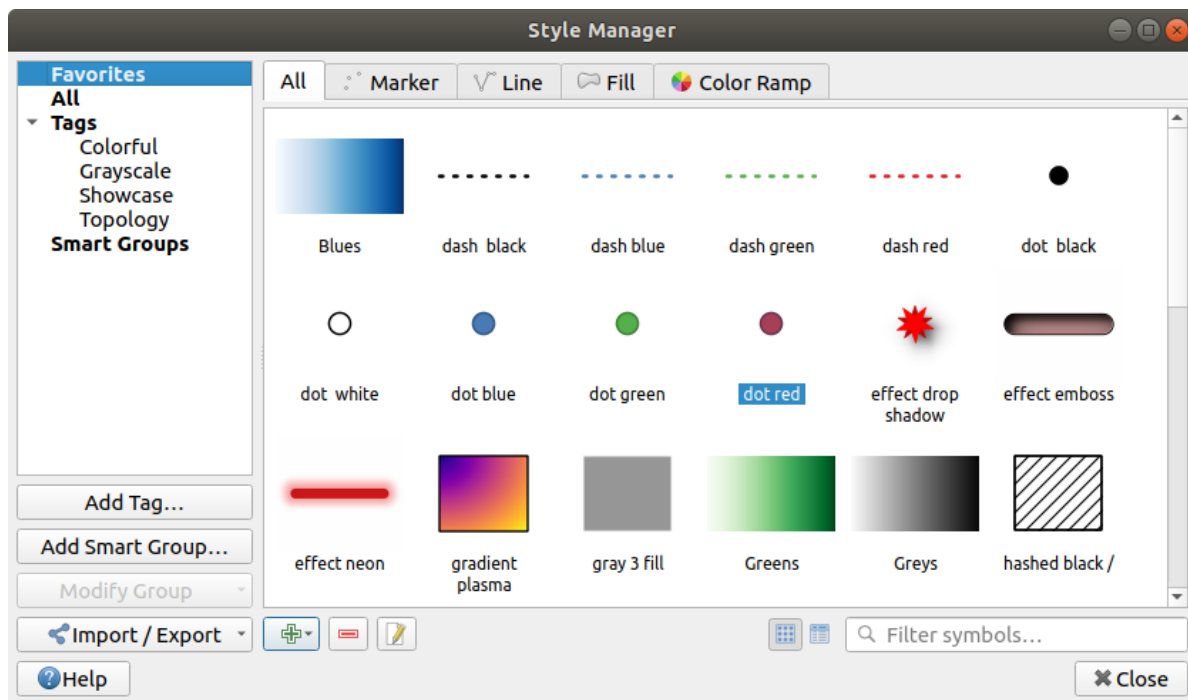 Style Manager
Favorites
All
Tags
Colorful
Grayscale
Showcase
Topology
Smart Groups
Add Tag...
Add Smart Group...
Modify Group
Import / Export
Help
All
Marker
Line
Fill
Color Ramp
Blues
dash  black
dash blue
dash green
dash red
dot  black
dot  white
dot blue
dot green
dot red
effect drop
shadow
effect emboss
effect neon
gradient
plasma
gray 3 fill
Greens
Greys
hashed black /
Filter symbols...
Close